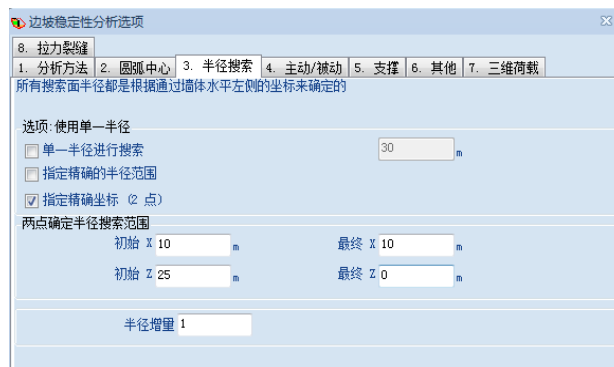 边坡稳定性分析选项
8. 拉力裂缝
1. 分析方法 2. 圆弧中心 3. 半径搜索 4. 主动/被动 5. 支撑 6. 其他 7. 三维荷载
所有搜索面半径都是根据通过墙体水平左侧的坐标来确定的
选项:使用单一半径
单一半径进行搜索 30 m
指定精确的半径范围
指定精确坐标 (2 点)
两点确定半径搜索范围
初始 X 10 m 最终 X 10 m
初始 Z 25 m 最终 Z 0 m
半径增量 1